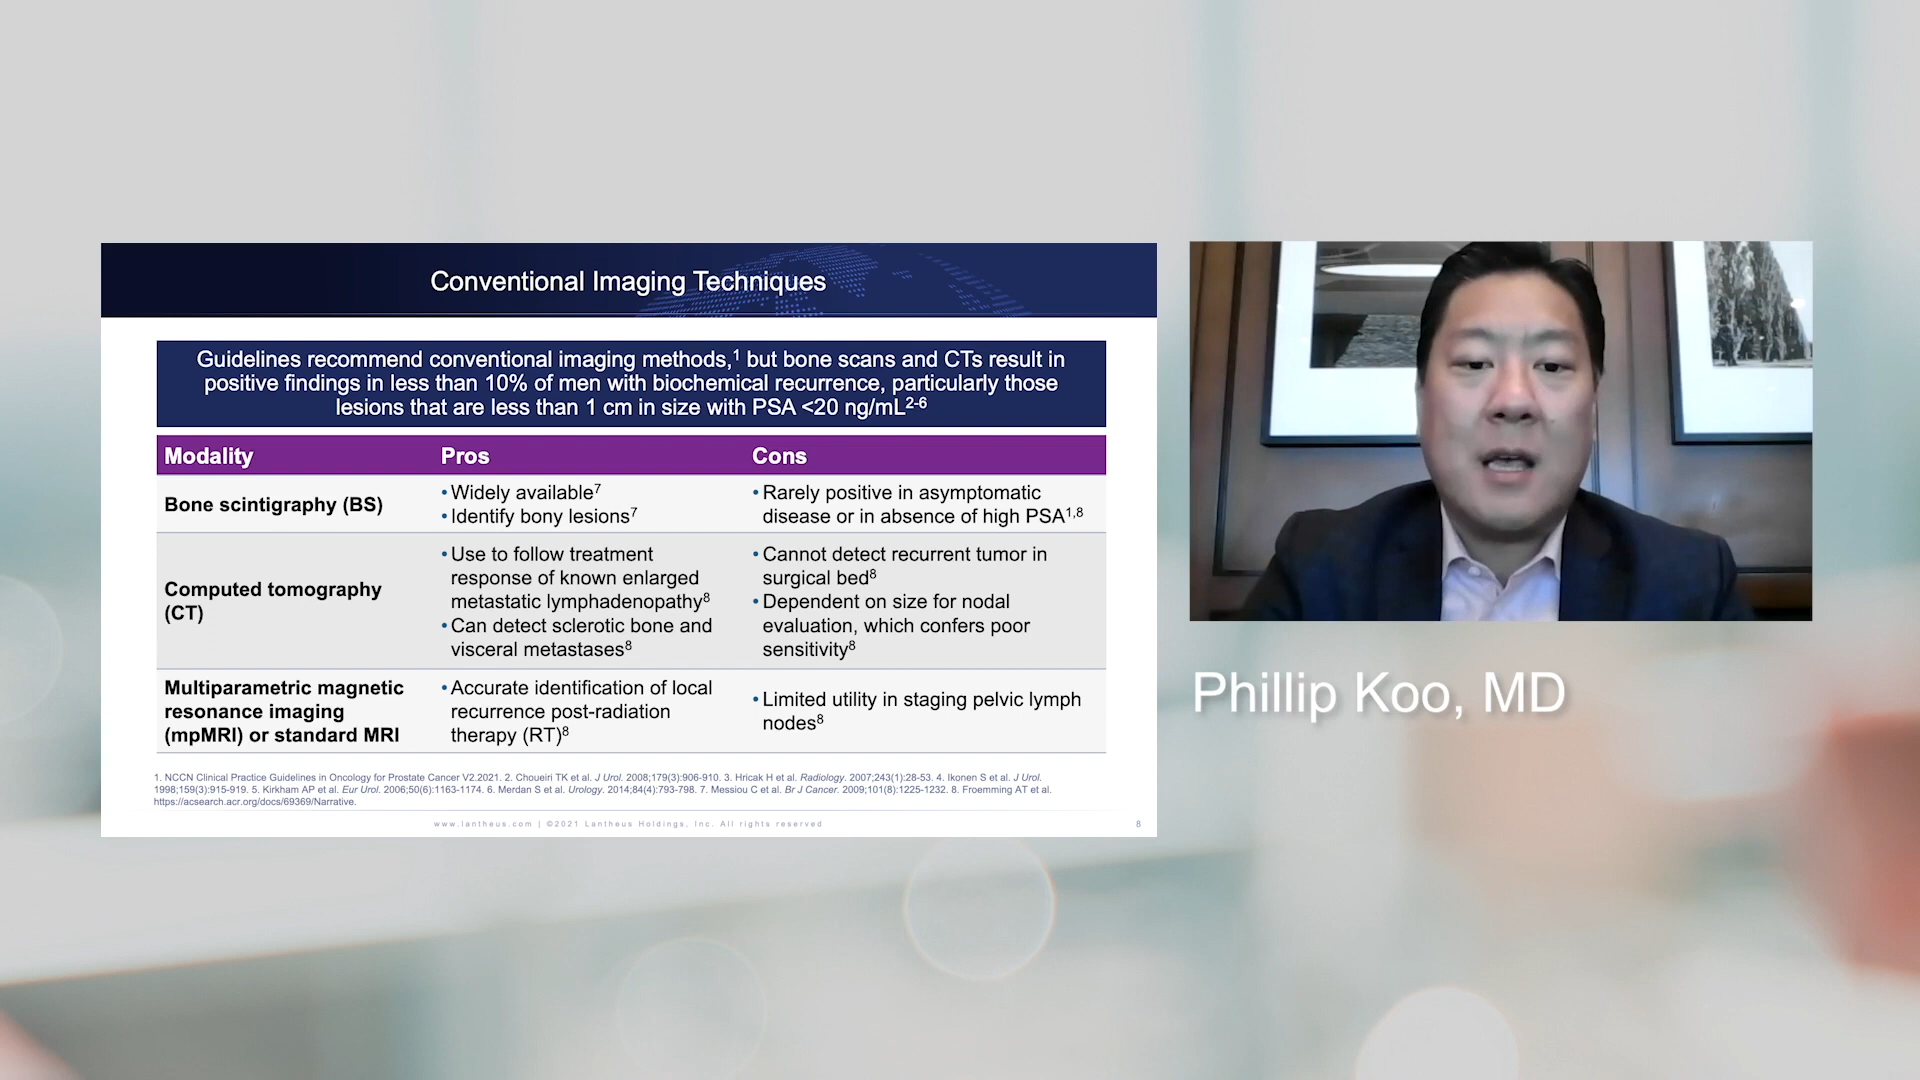 Conventional Imaging Techniques
Guidelines recommend conventional imaging methods,1 but bone scans and CTs result in
positive findings in less than 10% of men with biochemical recurrence, particularly those
lesions that are less than 1 cm in size with PSA <20 ng/mL2-6
Modality Pros Cons
Bone scintigraphy (BS)
• Widely available7
• Identify bony lesions7
• Rarely positive in asymptomatic
disease or in absence of high PSA1,8
Computed tomography
(CT)
• Use to follow treatment
response of known enlarged
metastatic lymphadenopathy8
• Can detect sclerotic bone and
visceral metastases8
• Cannot detect recurrent tumor in
surgical bed8
• Dependent on size for nodal
evaluation, which confers poor
sensitivity8
Multiparametric magnetic
resonance imaging
(mpMRI) or standard MRI
• Accurate identification of local
recurrence post-radiation
therapy (RT)8
• Limited utility in staging pelvic lymph
nodes8
1. NCCN Clinical Practice Guidelines in Oncology for Prostate Cancer V2.2021. 2. Choueiri TK et al. J Urol. 2008;179(3):906-910. 3. Hricak H et al. Radiology. 2007;243(1):28-53. 4. Ikonen S et al. J Urol.
1998;159(3):915-919. 5. Kirkham AP et al. Eur Urol. 2006;50(6):1163-1174. 6. Merdan S et al. Urology. 2014;84(4):793-798. 7. Messiou C et al. Br J Cancer. 2009;101(8):1225-1232. 8. Froemming AT et al.
https://acsearch.acr.org/docs/69369/Narrative.
www.lantheus.com | ©2021 Lantheus Holdings, Inc. All rights reserved
8
Phillip Koo, MD